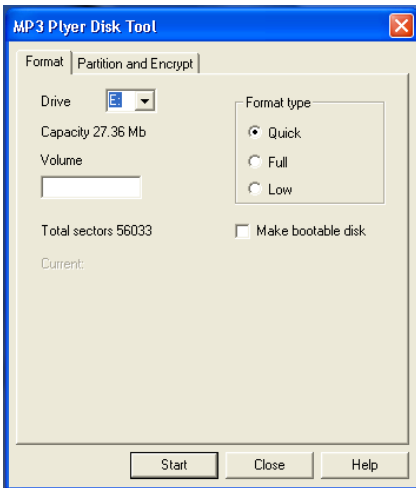 MP3 Plyer Disk Tool
Format Partition and Encrypt
Drive E: Format type
Capacity 27.36 Mb Quick
Volume Full
Low
Total sectors 56033 Make bootable disk
Current:
Start Close Help